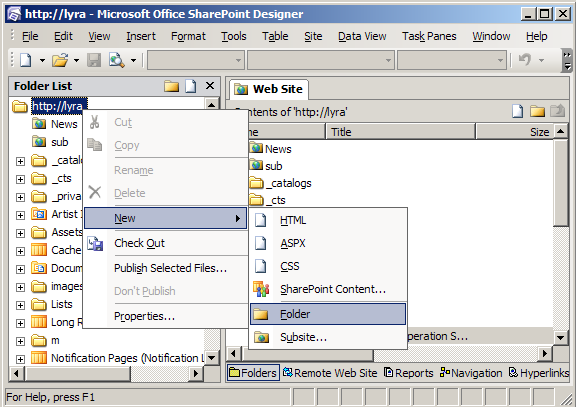 http://lyra - Microsoft Office SharePoint Designer
File Edit View Insert Format Tools Table Site Data View Task Panes Window Help
Folder List
Web Site
http://lyra
Contents of 'http://lyra'
Title Size
News
sub
_catalogs
_cts
Artist
Assets
Cache
Docum
images
Lists
Long R
m
Notification Pages (Notification L
Cut
Copy
Rename
Delete
New
Check Out
Publish Selected Files...
Don't Publish
Properties...
News
sub
_catalogs
_cts
HTML
ASPX
CSS
SharePoint Content...
Folder
Subsite...
peration S...
Folders Remote Web Site Reports Navigation Hyperlinks
For Help, press F1